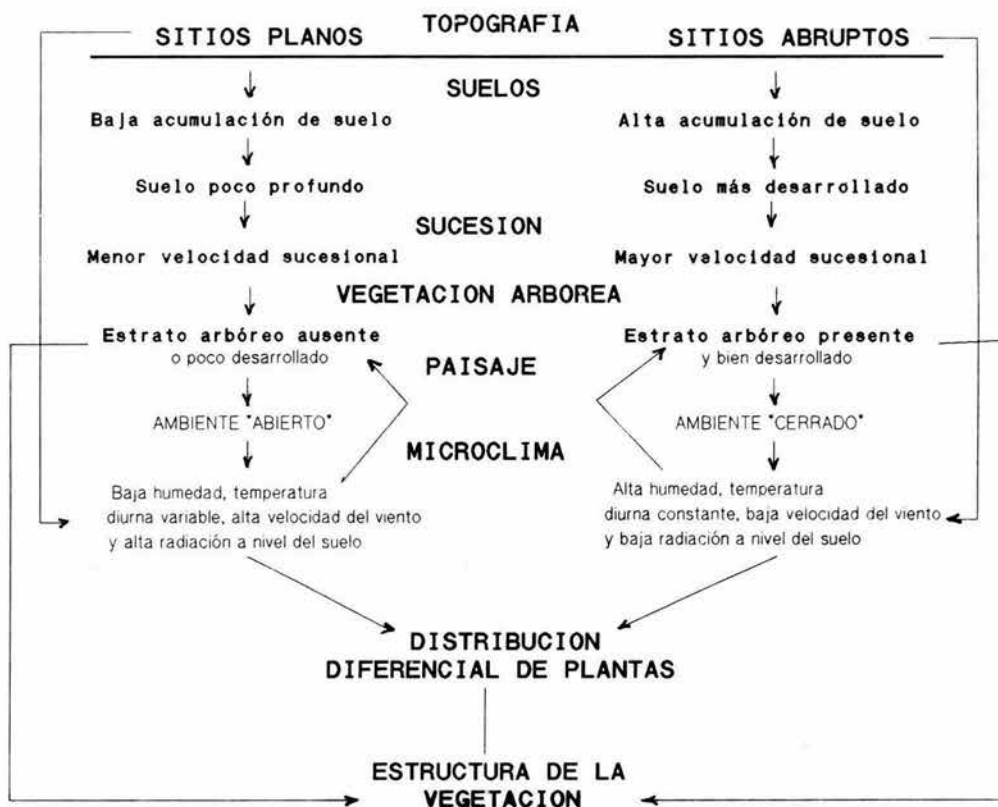 TOPOGRAFIA
SITIOS PLANOS
SITIOS ABRUPTOS
SUELOS
Baja acumulación de suelo
Alta acumulación de suelo
Suelo poco profundo
Suelo más desarrollado
SUCESION
Menor velocidad sucesional
Mayor velocidad sucesional
VEGETACION ARBOREA
Estrato arbóreo ausente
o poco desarrollado
Estrato arbóreo presente
y bien desarrollado
PAISAJE
AMBIENTE "ABIERTO"
AMBIENTE "CERRADO"
MICROCLIMA
Baja humedad, temperatura
diurna variable, alta velocidad del viento
y alta radiación a nivel del suelo
Alta humedad, temperatura
diurna constante, baja velocidad del viento
y baja radiación a nivel del suelo
DISTRIBUCION
DIFERENCIAL DE PLANTAS
ESTRUCTURA DE LA
VEGETACION